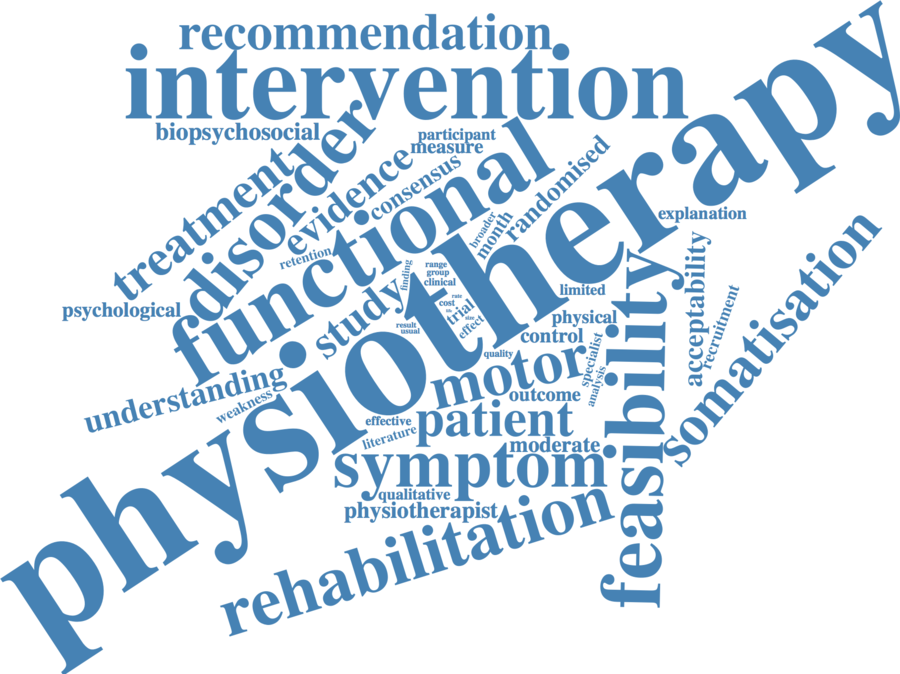 recommendation
intervention
biopsychosocial
participant
measure
disorder
treatment
evidence
consensus
functional
randomised
physiotherapy
broader
month
explanation
retention
psychological
study
finding
range
group
clinical
rate
cost
trial
size
effect
result
usual
limited
physical
control
quality
acceptability
recruitment
somatisation
feasibility
motor
specialist
analysis
understanding
weakness
outcome
effective
patient
literature
moderate
symptom
qualitative
physiotherapist
rehabilitation